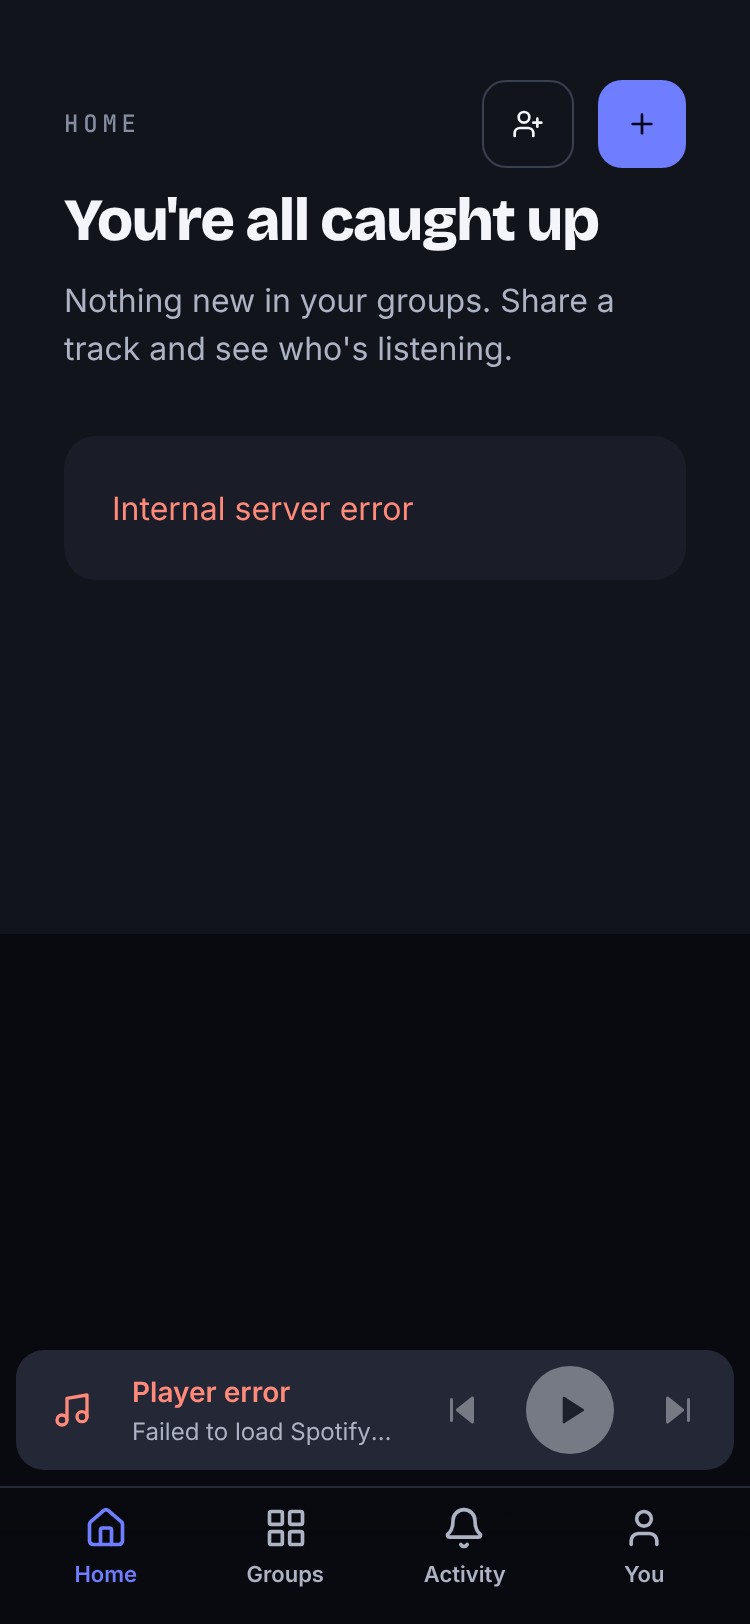 HOME
You're all caught up
Nothing new in your groups. Share a
track and see who's listening.
Internal server error
Player error
Failed to load Spotify...
Home
Groups
Activity
You